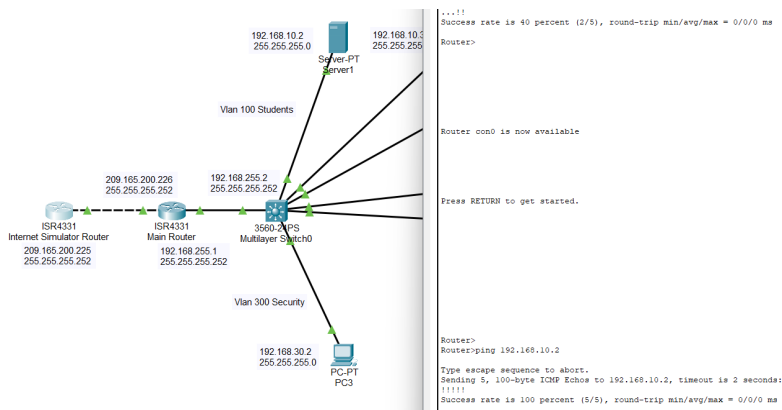 192.168.10.2
255.255.255.0
Server-PT
Server1
192.168.10.3
255.255.255
Vlan 100 Students
209.165.200.226
255.255.255.252
192.168.255.2
255.255.255.252
ISR4331
Internet Simulator Router
209.165.200.225
255.255.255.252
ISR4331
Main Router
192.168.255.1
255.255.255.252
3560-24PS
Multilayer Switch0
Vlan 300 Security
192.168.30.2
255.255.255.0
PC-PT
PC3
...!!
Success rate is 40 percent (2/5), round-trip min/avg/max = 0/0/0 ms
Router>
Router con0 is now available
Press RETURN to get started.
Router>
Router>ping 192.168.10.2
Type escape sequence to abort.
Sending 5, 100-byte ICMP Echos to 192.168.10.2, timeout is 2 seconds:
!!!!!
Success rate is 100 percent (5/5), round-trip min/avg/max = 0/0/0 ms